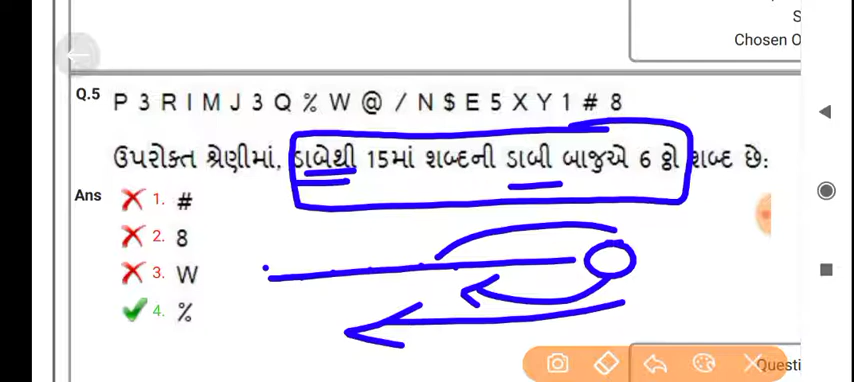 S
Chosen O
Q.5 P 3 R I M J 3 Q % W @ / N $ E 5 X Y 1 # 8
ઉપરોક્ત શ્રેણીમાં, ડાબેથી 15માં શબ્દની ડાબી બાજુએ 6 ઠ્ઠો શબ્દ છે:
Ans 1. #
2. 8
3. W
4. %
Questi